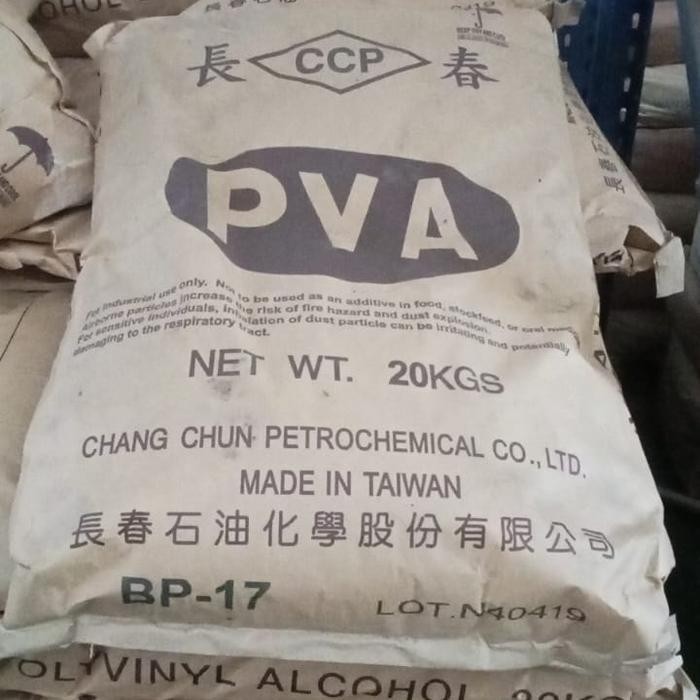 長 CCP 春
PVA
For industrial use only. Not to be used as an additive in food, stockfeed, or oral
Airborne particles increase the risk of fire hazard and dust explosion.
For sensitive individuals, inhalation of dust particle can be irritating and potentially
damaging to the respiratory tract.
NET WT. 20KGS
CHANG CHUN PETROCHEMICAL CO., LTD.
MADE IN TAIWAN
長春石油化學股份有限公司
BP-17
LOT.N40419
OLYVINYL ALCOHOL